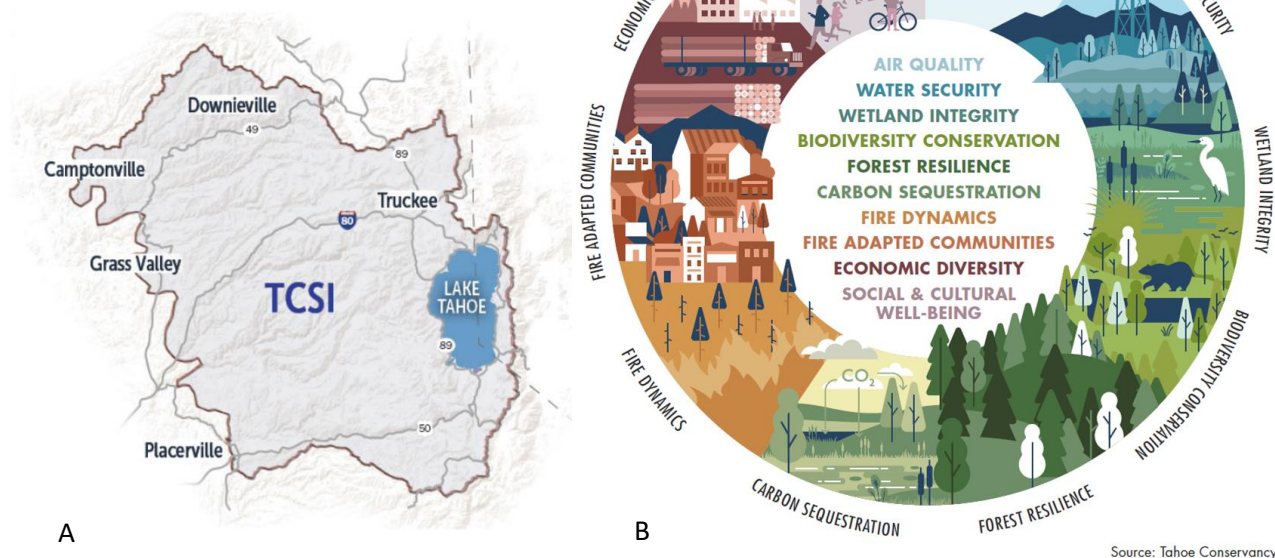 Downieville
49
89
Camptonville
Truckee
80
Grass Valley
TCSI
LAKE
TAHOE
89
50
Placerville
A
ECONOMIC
FIRE ADAPTED COMMUNITIES
FIRE DYNAMICS
CARBON SEQUESTRATION
FOREST RESILIENCE
BIODIVERSITY CONSERVATION
WETLAND INTEGRITY
CURITY
AIR QUALITY
WATER SECURITY
WETLAND INTEGRITY
BIODIVERSITY CONSERVATION
FOREST RESILIENCE
CARBON SEQUESTRATION
FIRE DYNAMICS
FIRE ADAPTED COMMUNITIES
ECONOMIC DIVERSITY
SOCIAL & CULTURAL
WELL-BEING
CO2
B
Source: Tahoe Conservancy